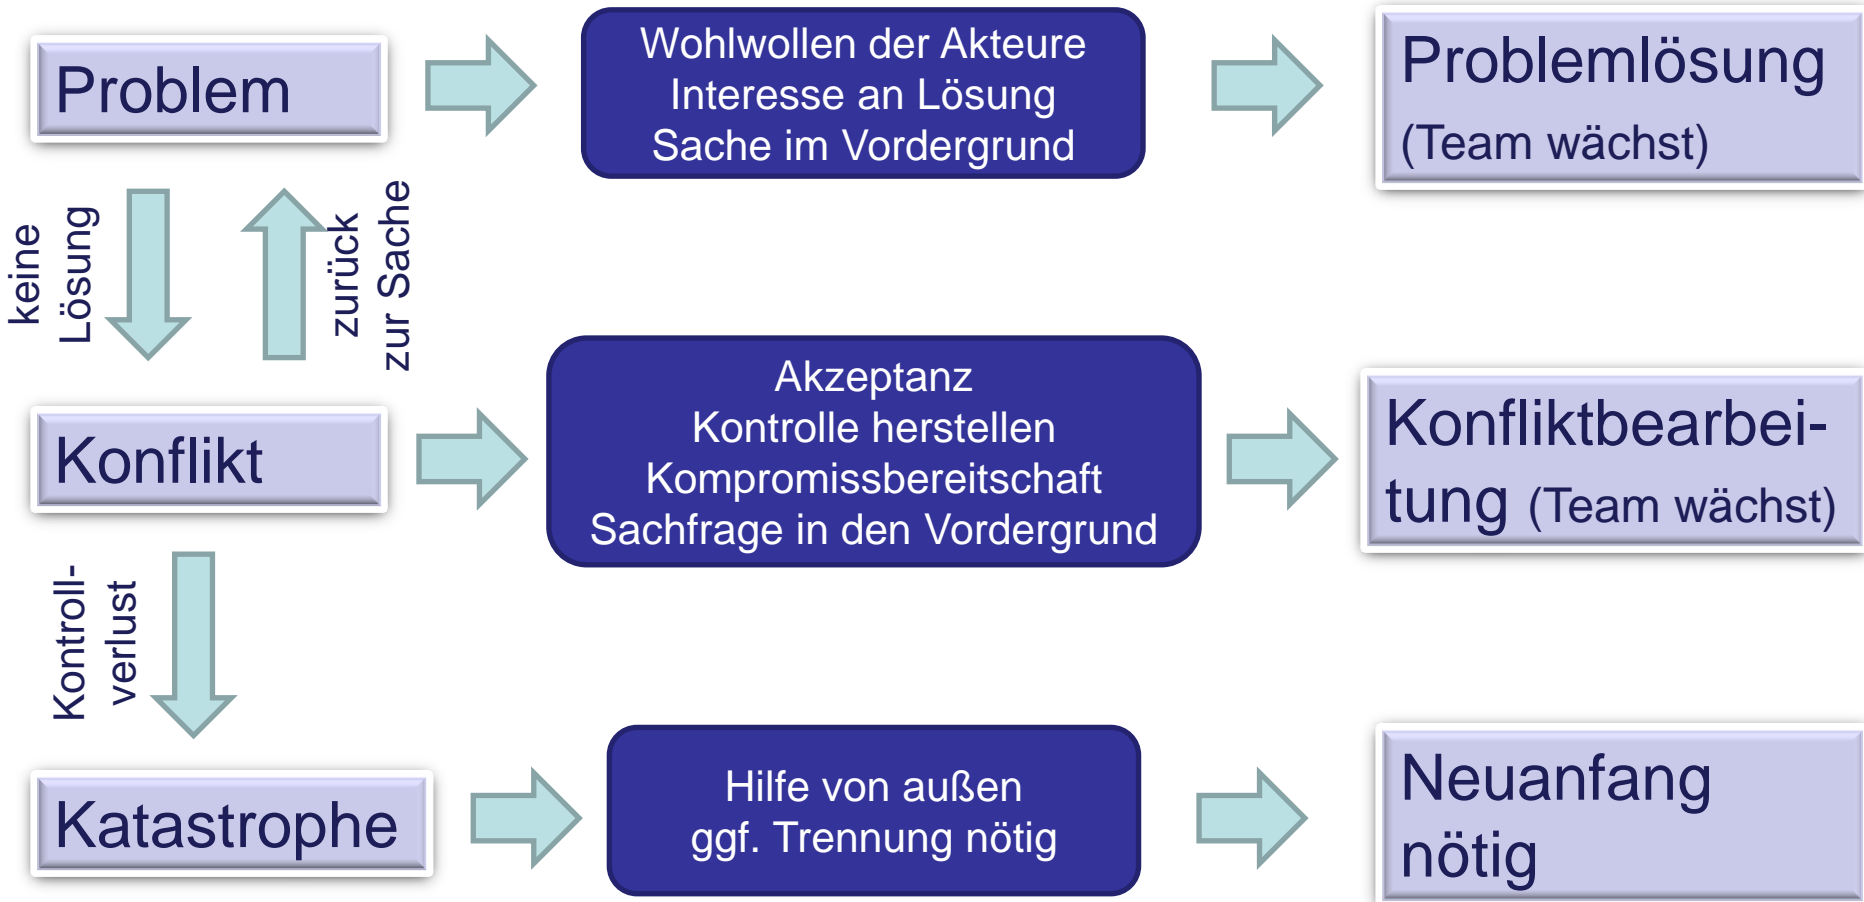 Problem
Wohlwollen der Akteure
Interesse an Lösung
Sache im Vordergrund
Problemlösung
(Team wächst)
keine
Lösung
zurück
zur Sache
Konflikt
Akzeptanz
Kontrolle herstellen
Kompromissbereitschaft
Sachfrage in den Vordergrund
Konfliktbearbei-
tung (Team wächst)
Kontroll-
verlust
Katastrophe
Hilfe von außen
ggf. Trennung nötig
Neuanfang
nötig